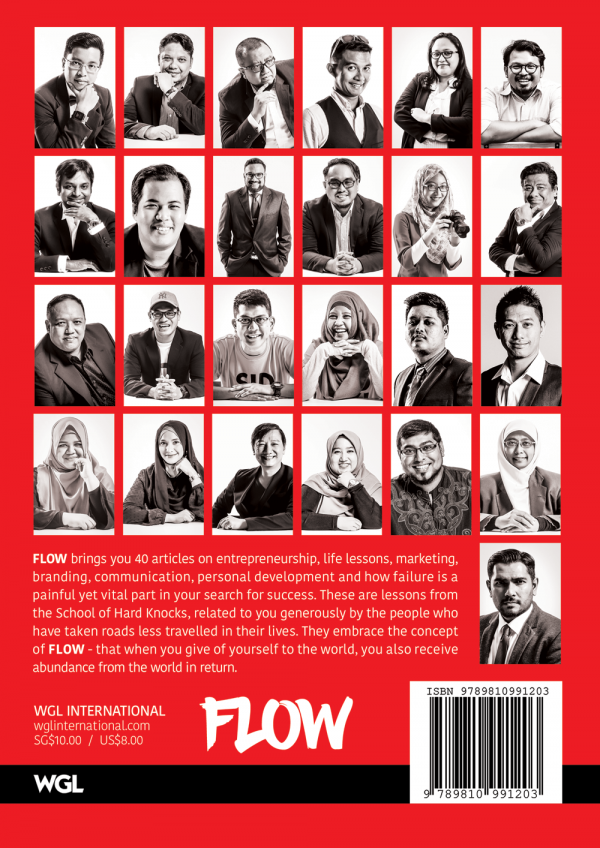 NY
SID
FLOW brings you 40 articles on entrepreneurship, life lessons, marketing,
branding, communication, personal development and how failure is a
painful yet vital part in your search for success. These are lessons from
the School of Hard Knocks, related to you generously by the people who
have taken roads less travelled in their lives. They embrace the concept
of FLOW - that when you give of yourself to the world, you also receive
abundance from the world in return.
WGL INTERNATIONAL
wglinternational.com
SG$10.00 / US$8.00
FLOW
ISBN 9789810991203
9 789810 991203
WGL